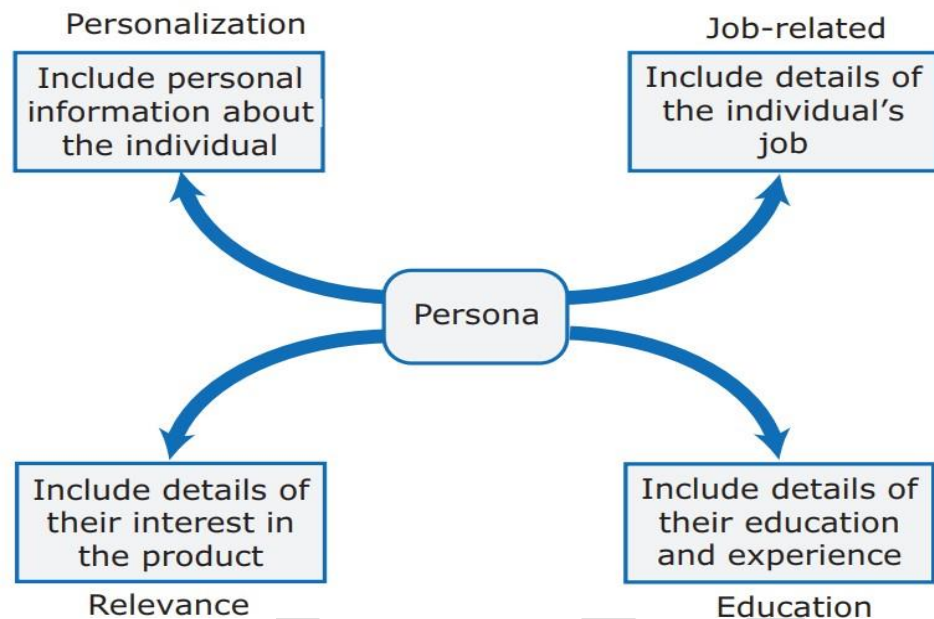 Personalization
Include personal
information about
the individual
Job-related
Include details of
the individual's
job
Persona
Include details of
their interest in
the product
Relevance
Include details of
their education
and experience
Education